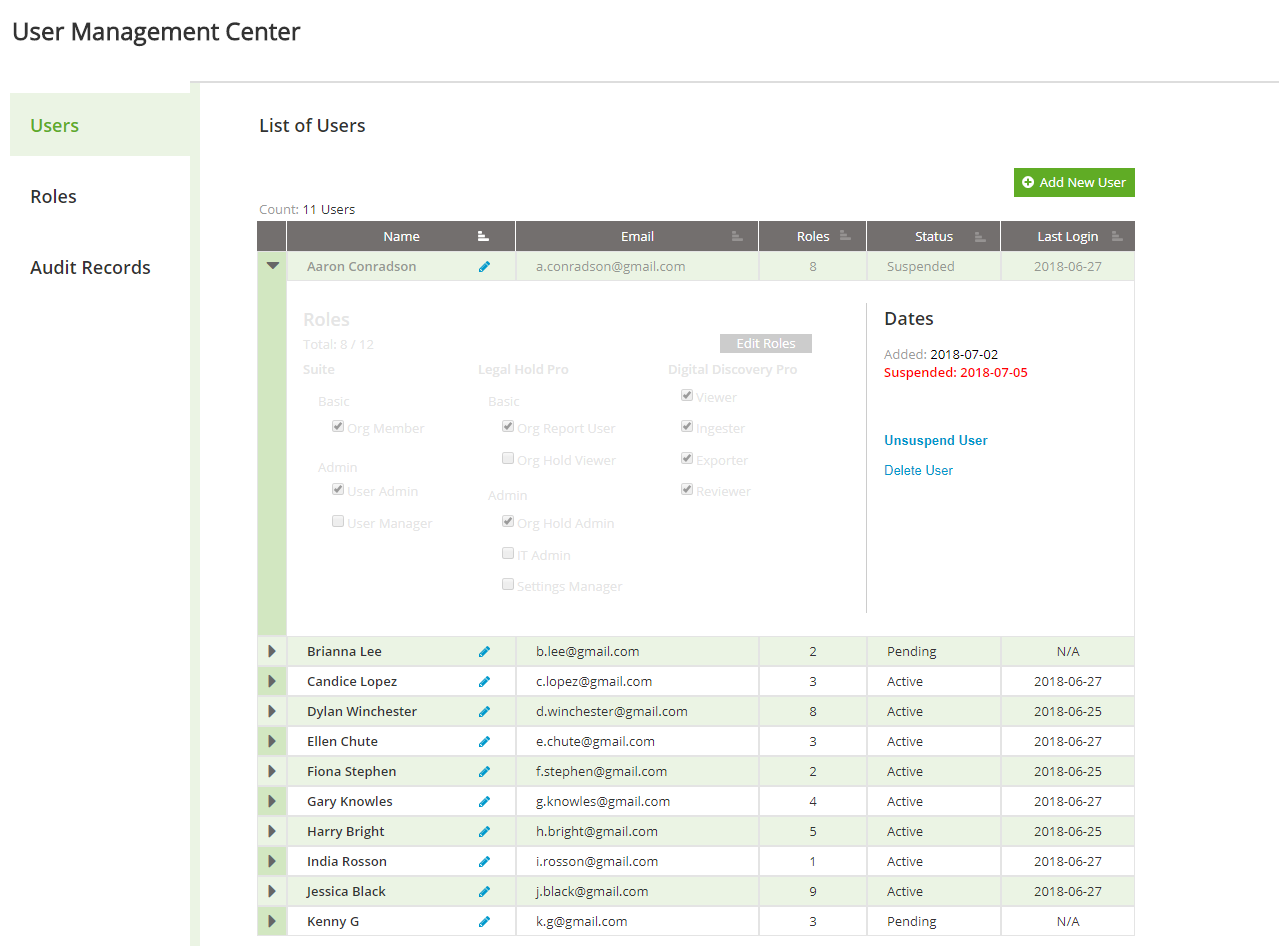 User Management Center
Users
Roles
Audit Records
List of Users
Add New User
Count: 11 Users
Name Email Roles Status Last Login
Aaron Conradson a.conradson@gmail.com 8 Suspended 2018-06-27
Roles
Total: 8 / 12
Edit Roles
Suite
Basic
Org Member
Admin
User Admin
User Manager
Legal Hold Pro
Basic
Org Report User
Org Hold Viewer
Admin
Org Hold Admin
IT Admin
Settings Manager
Digital Discovery Pro
Viewer
Ingester
Exporter
Reviewer
Dates
Added: 2018-07-02
Suspended: 2018-07-05
Unsuspend User
Delete User
Brianna Lee b.lee@gmail.com 2 Pending N/A
Candice Lopez c.lopez@gmail.com 3 Active 2018-06-27
Dylan Winchester d.winchester@gmail.com 8 Active 2018-06-25
Ellen Chute e.chute@gmail.com 3 Active 2018-06-27
Fiona Stephen f.stephen@gmail.com 2 Active 2018-06-25
Gary Knowles g.knowles@gmail.com 4 Active 2018-06-27
Harry Bright h.bright@gmail.com 5 Active 2018-06-25
India Rosson i.rosson@gmail.com 1 Active 2018-06-27
Jessica Black j.black@gmail.com 9 Active 2018-06-27
Kenny G k.g@gmail.com 3 Pending N/A